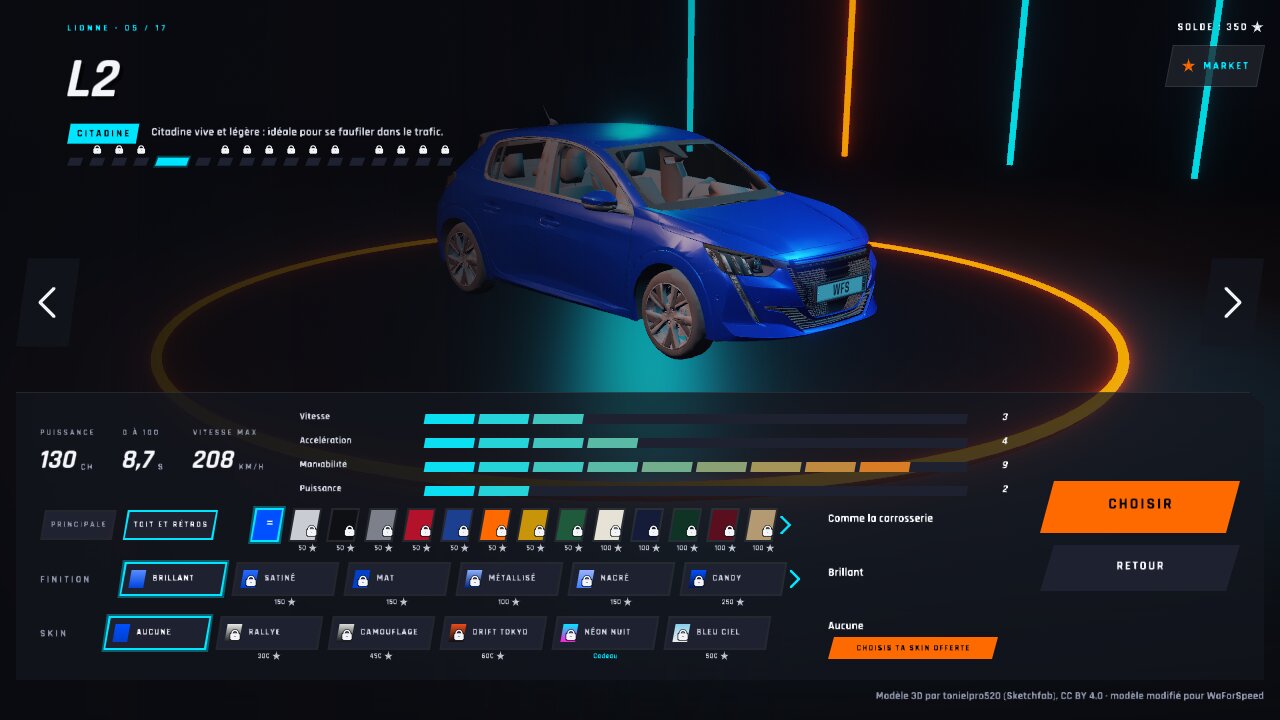 LIONNE · 05 / 17
SOLDE : 350 ★
L2
★ MARKET
CITADINE
Citadine vive et légère : idéale pour se faufiler dans le trafic.
WFS
PUISSANCE
130 CH
0 À 100
8,7 S
VITESSE MAX
208 KM/H
Vitesse 3
Accélération 4
Maniabilité 9
Puissance 2
PRINCIPALE
TOIT ET RÉTROS
=
50 ★ 50 ★ 50 ★ 50 ★ 50 ★ 50 ★ 50 ★ 50 ★ 100 ★ 100 ★ 100 ★ 100 ★ 100 ★
Comme la carrosserie
CHOISIR
FINITION
BRILLANT
SATINÉ
MAT
MÉTALLISÉ
NACRÉ
CANDY
150 ★ 150 ★ 100 ★ 150 ★ 250 ★
Brillant
RETOUR
SKIN
AUCUNE
RALLYE
CAMOUFLAGE
DRIFT TOKYO
NÉON NUIT
BLEU CIEL
300 ★ 450 ★ 600 ★ Cadeau 500 ★
Aucune
CHOISIS TA SKIN OFFERTE
Modèle 3D par tonielpro520 (Sketchfab), CC BY 4.0 · modèle modifié pour WaForSpeed